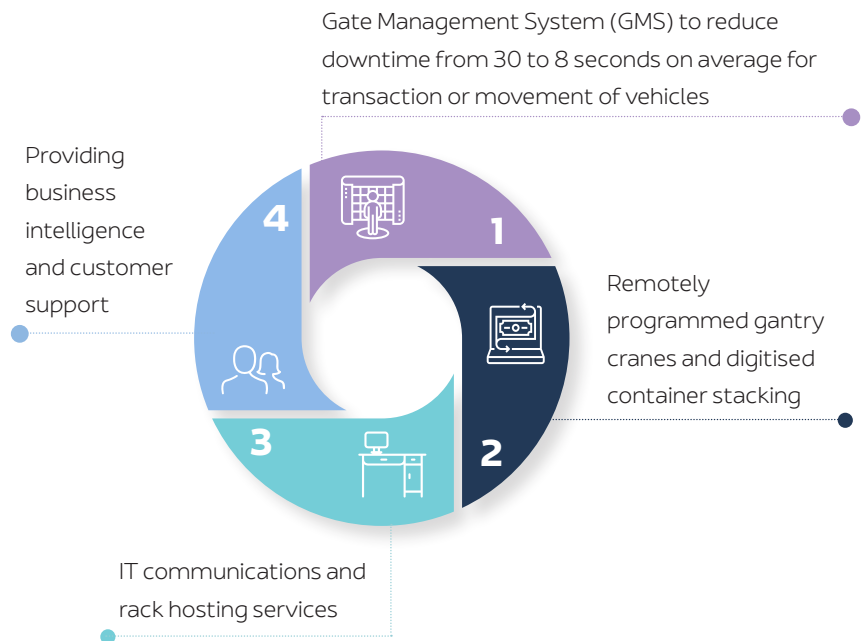 Gate Management System (GMS) to reduce
downtime from 30 to 8 seconds on average for
transaction or movement of vehicles
Providing
business
intelligence
and customer
support
4
1
Remotely
programmed gantry
cranes and digitised
container stacking
3
2
IT communications and
rack hosting services